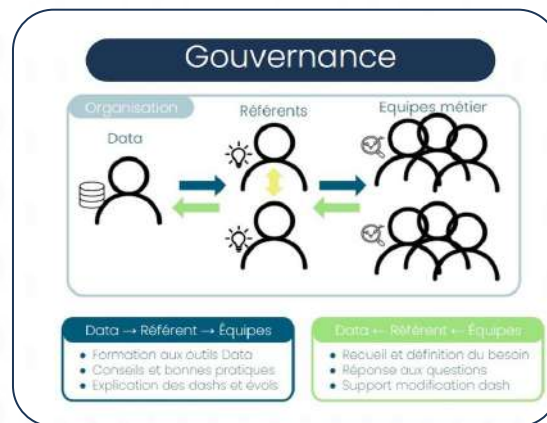 Gouvernance
Organisation
Référents
Equipes métier
Data
Data → Référent → Équipes
• Formation aux outils Data
• Conseils et bonnes pratiques
• Explication des dashs et évols
Data ← Référent ← Équipes
• Recueil et définition du besoin
• Réponse aux questions
• Support modification dash